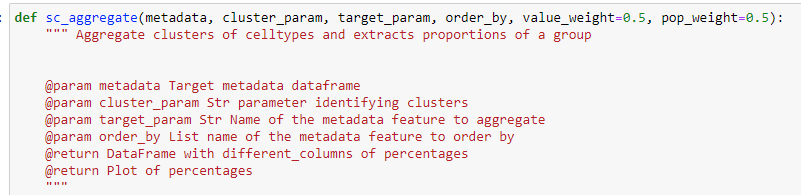 : def sc_aggregate(metadata, cluster_param, target_param, order_by, value_weight=0.5, pop_weight=0.5):
""" Aggregate clusters of celltypes and extracts proportions of a group
@param metadata Target metadata dataframe
@param cluster_param Str parameter identifying clusters
@param target_param Str Name of the metadata feature to aggregate
@param order_by List name of the metadata feature to order by
@return DataFrame with different_columns of percentages
@return Plot of percentages
"""